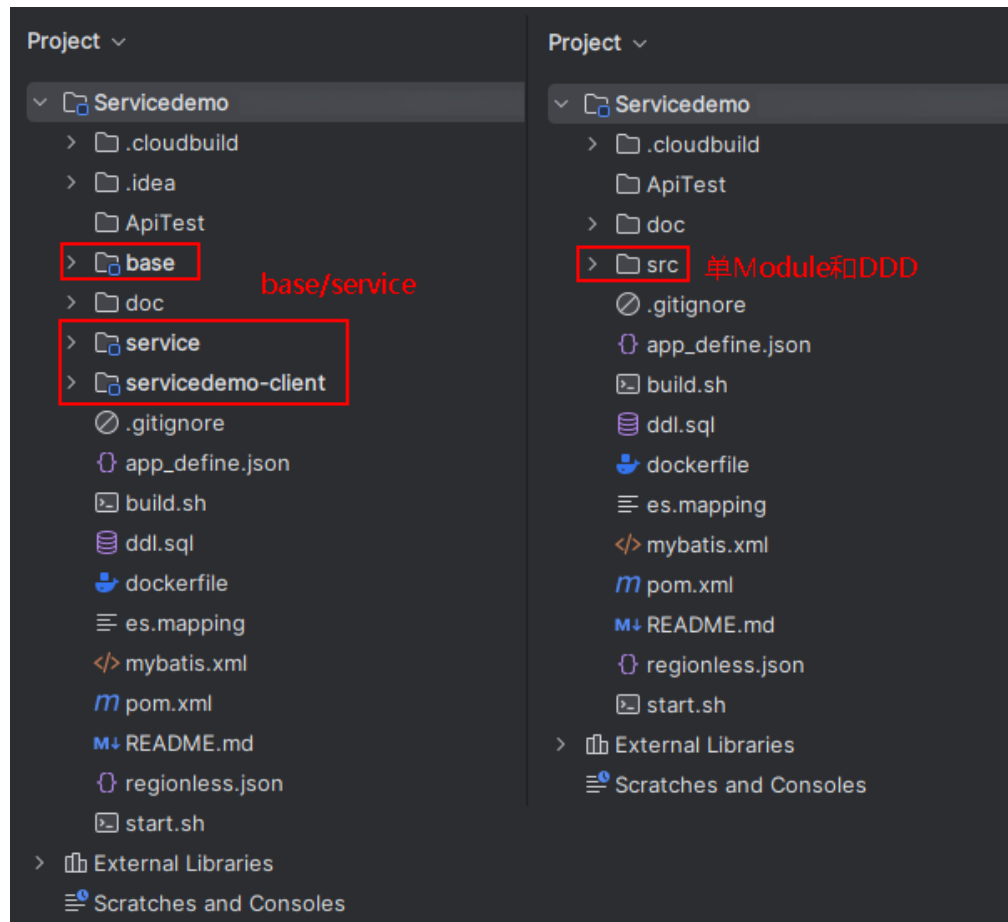 Project
Servicedemo
.cloudbuild
.idea
ApiTest
base
base/service
doc
service
servicedemo-client
.gitignore
app_define.json
build.sh
ddl.sql
dockerfile
es.mapping
mybatis.xml
pom.xml
README.md
regionless.json
start.sh
External Libraries
Scratches and Consoles
Project
Servicedemo
.cloudbuild
ApiTest
doc
src 单Module和DDD
.gitignore
app_define.json
build.sh
ddl.sql
dockerfile
es.mapping
mybatis.xml
pom.xml
README.md
regionless.json
start.sh
External Libraries
Scratches and Consoles